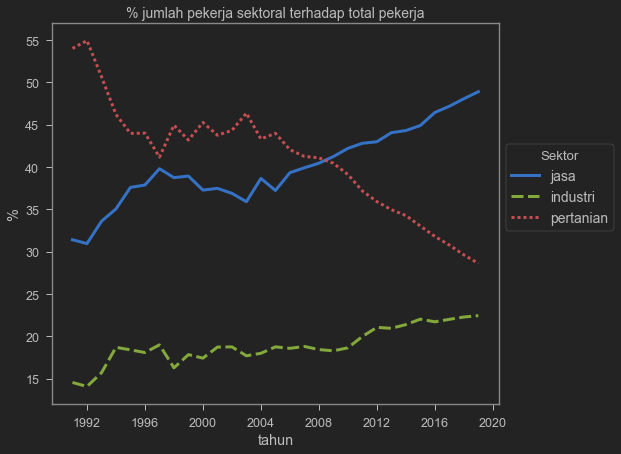 % jumlah pekerja sektoral terhadap total pekerja
55
50
45
40
35
30
25
20
15
%
1992 1996 2000 2004 2008 2012 2016 2020
tahun
Sektor
jasa
industri
pertanian